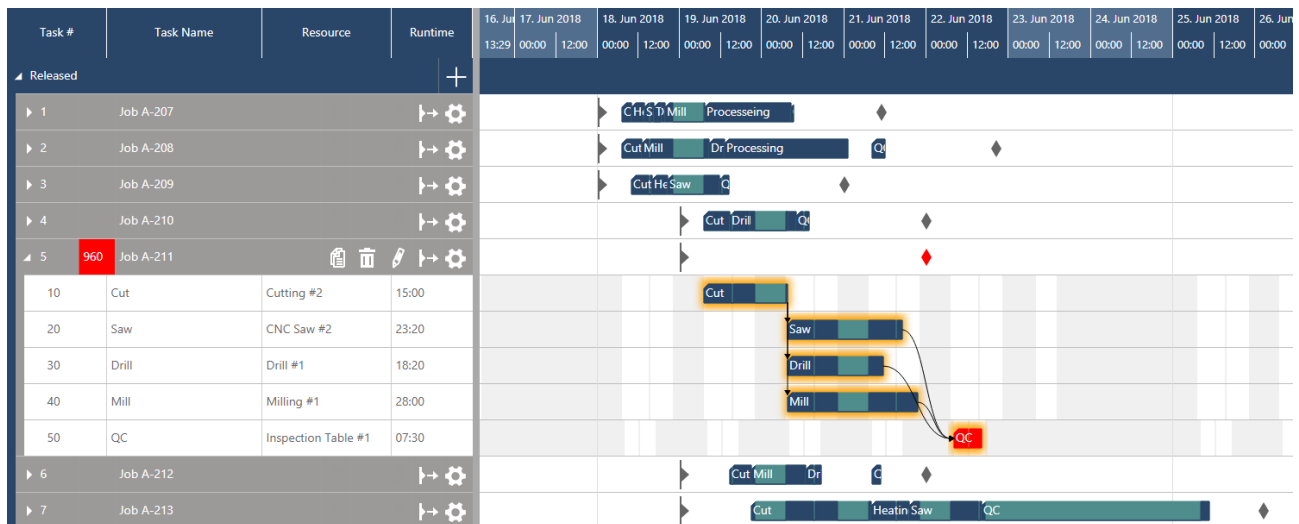 Task # Task Name Resource Runtime
16. Ju 17. Jun 2018 18. Jun 2018 19. Jun 2018 20. Jun 2018 21. Jun 2018 22. Jun 2018 23. Jun 2018 24. Jun 2018 25. Jun 2018 26. Jun
13:29 00:00 12:00 00:00 12:00 00:00 12:00 00:00 12:00 00:00 12:00 00:00 12:00 00:00 12:00 00:00 12:00 00:00 12:00 00:00
Released
1 Job A-207 C H S T Mill Processeing
2 Job A-208 Cut Mill Dr Processing Q
3 Job A-209 Cut He Saw Q
4 Job A-210 Cut Drill Q
5 960 Job A-211
10 Cut Cutting #2 15:00 Cut
20 Saw CNC Saw #2 23:20 Saw
30 Drill Drill #1 18:20 Drill
40 Mill Milling #1 28:00 Mill
50 QC Inspection Table #1 07:30 QC
6 Job A-212 Cut Mill Dr
7 Job A-213 Cut Heatin Saw QC